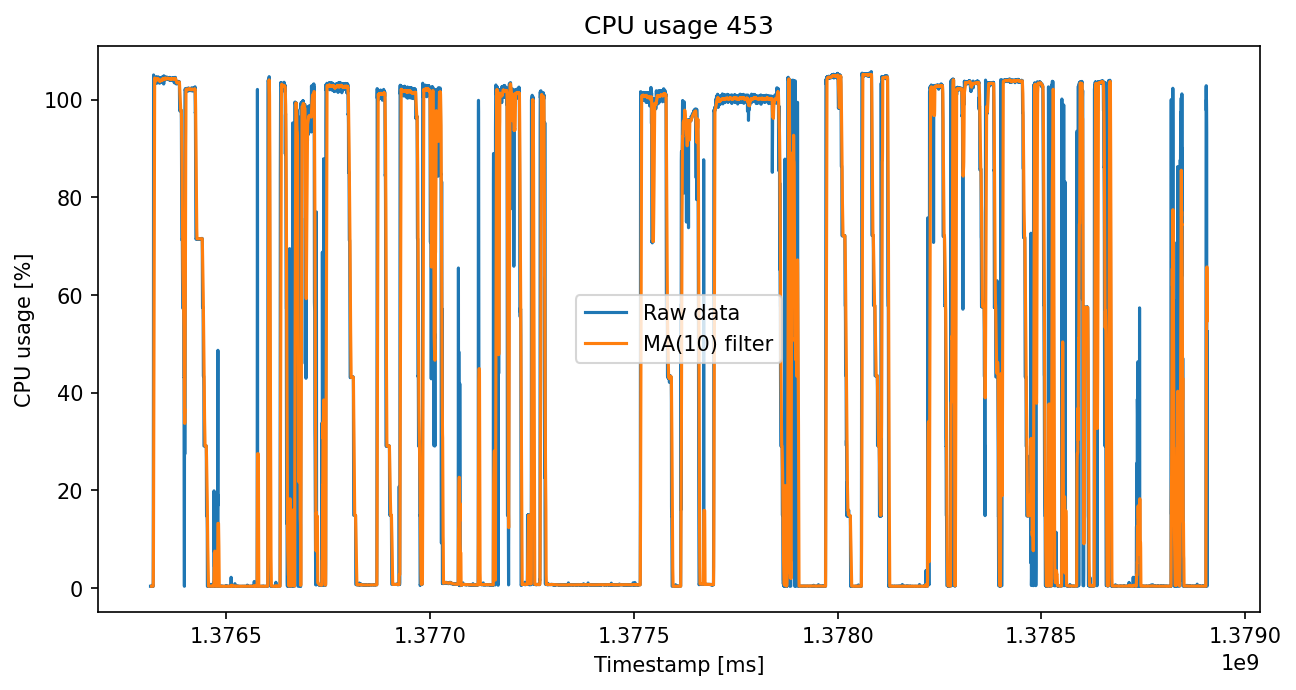 CPU usage 453
CPU usage [%]
100
80
60
40
20
0
Raw data
MA(10) filter
1.3765 1.3770 1.3775 1.3780 1.3785 1.3790
1e9
Timestamp [ms]